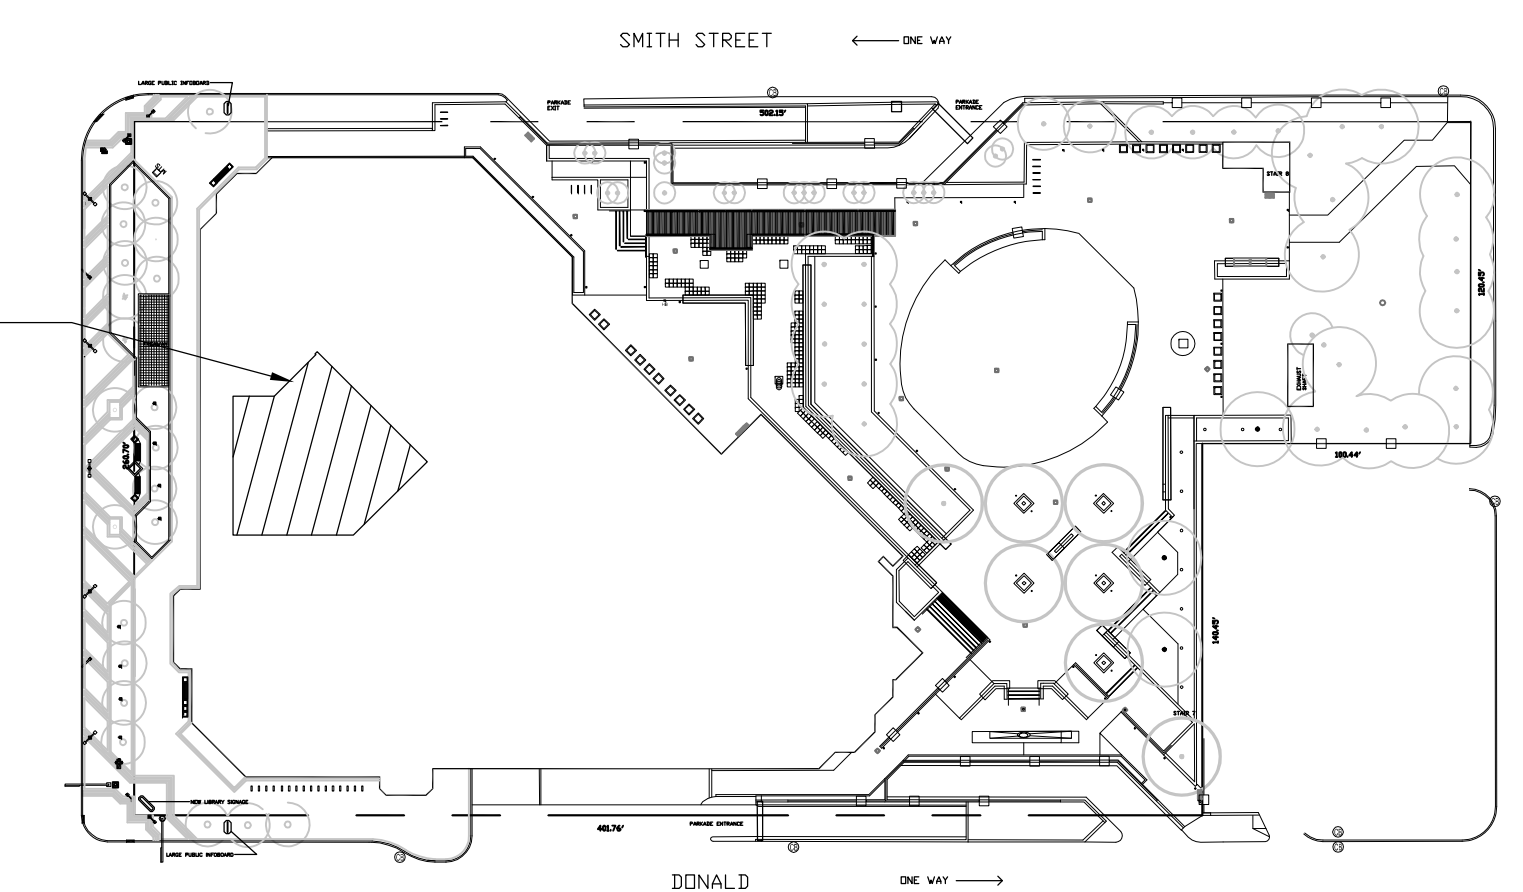 SMITH STREET
ONE WAY
LARGE PUBLIC INFOBOARD
PARKADE
EXIT
PARKADE
ENTRANCE
502.15'
STAIR 8
120.45'
EXHAUST
SHAFT
260.70'
100.44'
140.45'
STAIR 7
NEW LIBRARY SIGNAGE
401.76'
PARKADE ENTRANCE
LARGE PUBLIC INFOBOARD
DONALD
ONE WAY